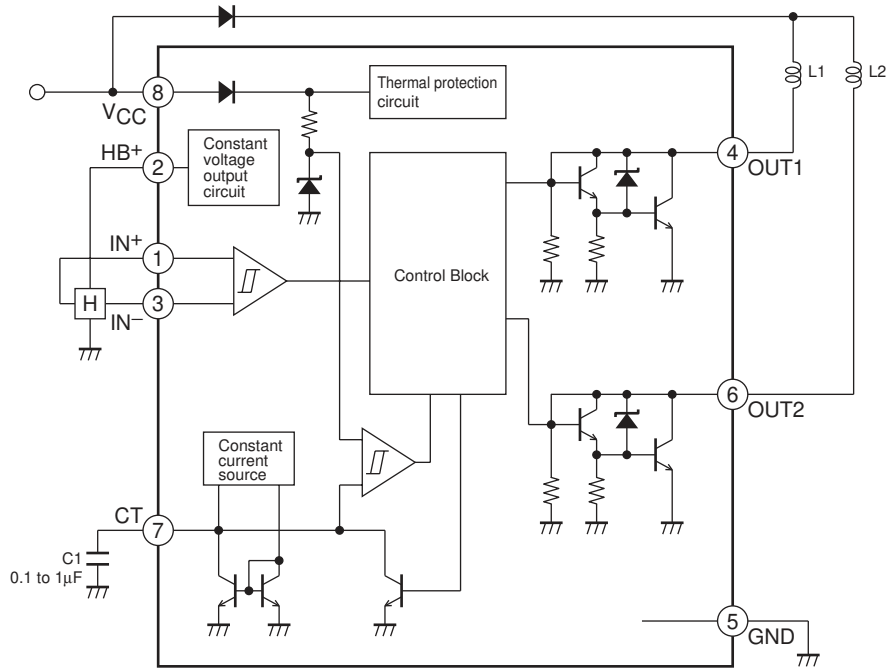 L1
L2
8
VCC
Thermal protection
circuit
HB+
2
Constant
voltage
output
circuit
4
OUT1
IN+
1
Control Block
H
3
IN−
6
OUT2
Constant
current
source
CT
7
C1
0.1 to 1μF
5
GND